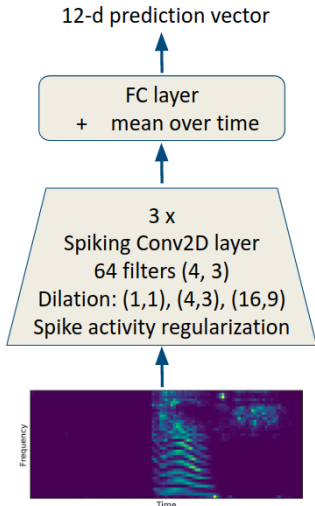 12-d prediction vector
FC layer
+ mean over time
3 x
Spiking Conv2D layer
64 filters (4, 3)
Dilation: (1,1), (4,3), (16,9)
Spike activity regularization
Frequency
Time